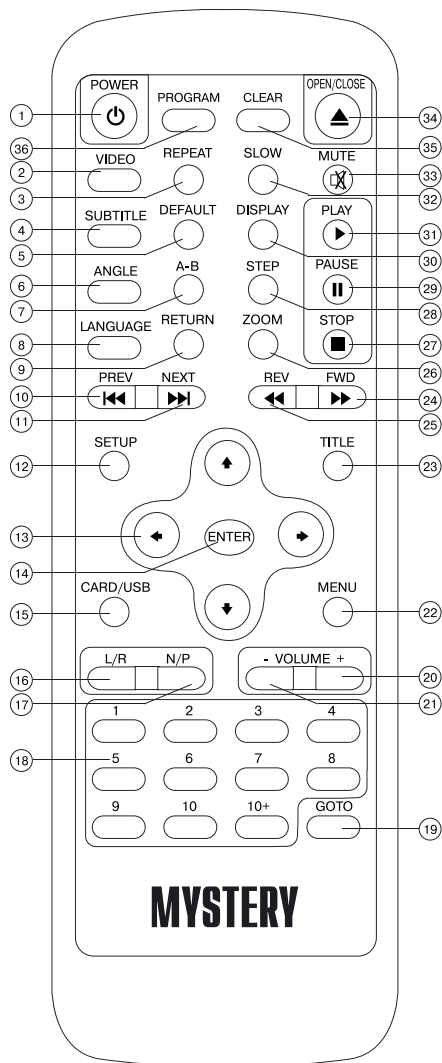 POWER OPEN/CLOSE
PROGRAM CLEAR
1 34
36 35
VIDEO REPEAT SLOW MUTE
2 33
3 32
SUBTITLE DEFAULT DISPLAY PLAY
4 31
5 30
ANGLE A-B STEP PAUSE
6 29
7 28
LANGUAGE RETURN ZOOM STOP
8 27
9 26
PREV NEXT REV FWD
10 24
11 25
SETUP TITLE
12 23
13
ENTER
14
CARD/USB MENU
15 22
L/R N/P - VOLUME +
16 20
17 21
1 2 3 4
18 5 6 7 8
9 10 10+ GOTO
19
MYSTERY